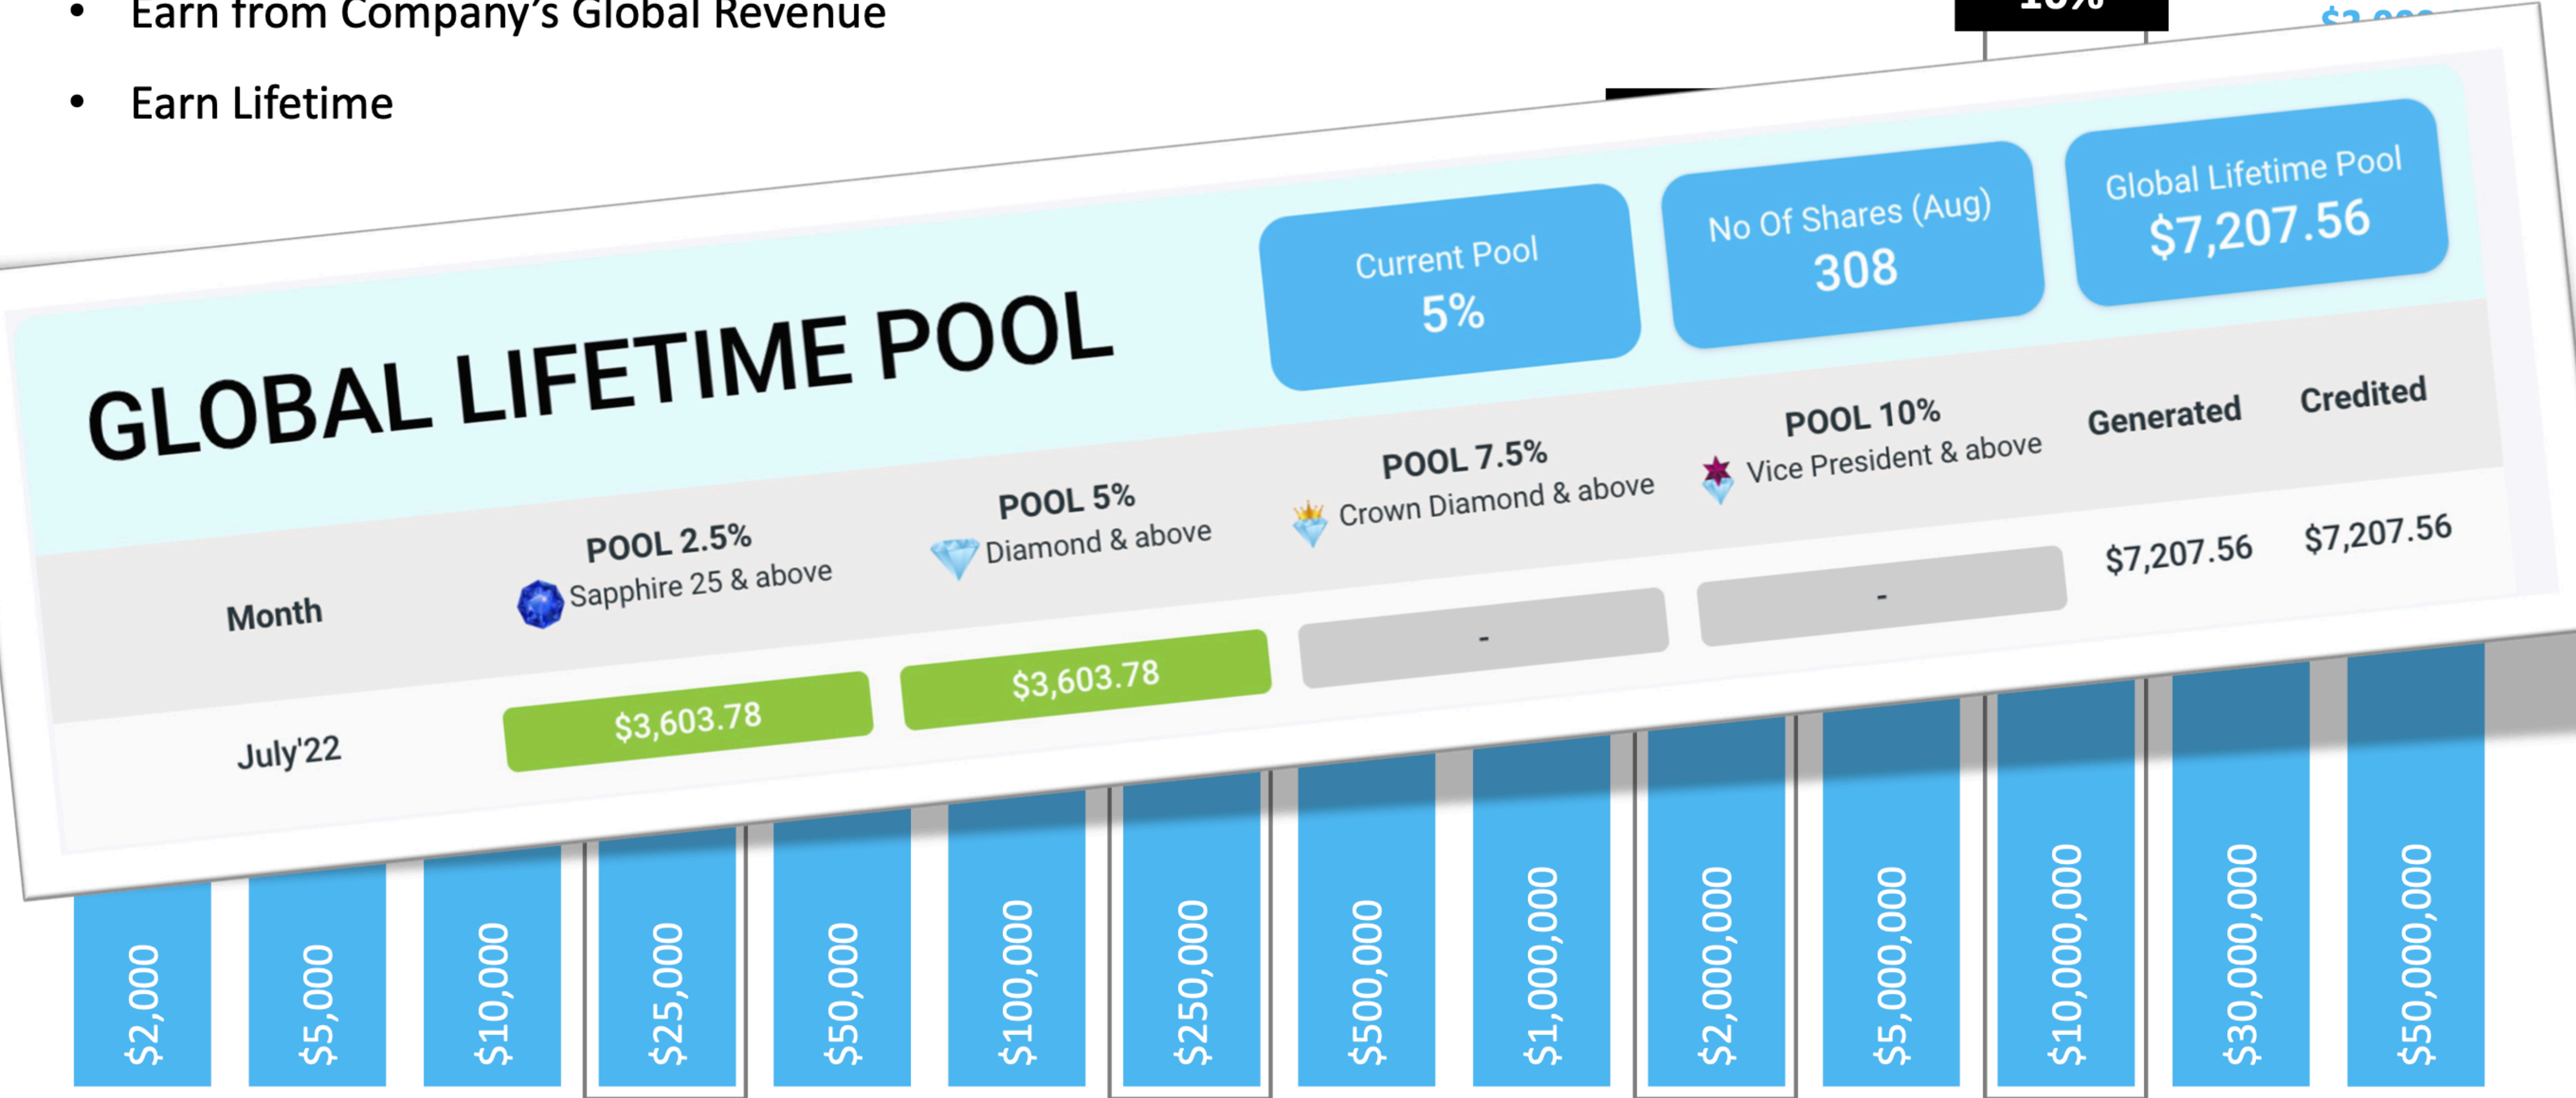 • Earn from Company's Global Revenue
• Earn Lifetime
10%
GLOBAL LIFETIME POOL
Current Pool
5%
No Of Shares (Aug)
308
Global Lifetime Pool
$7,207.56
Month
POOL 2.5%
Sapphire 25 & above
POOL 5%
Diamond & above
POOL 7.5%
Crown Diamond & above
POOL 10%
Vice President & above
Generated
Credited
July'22
$3,603.78
$3,603.78
-
-
$7,207.56
$7,207.56
$2,000
$5,000
$10,000
$25,000
$50,000
$100,000
$250,000
$500,000
$1,000,000
$2,000,000
$5,000,000
$10,000,000
$30,000,000
$50,000,000